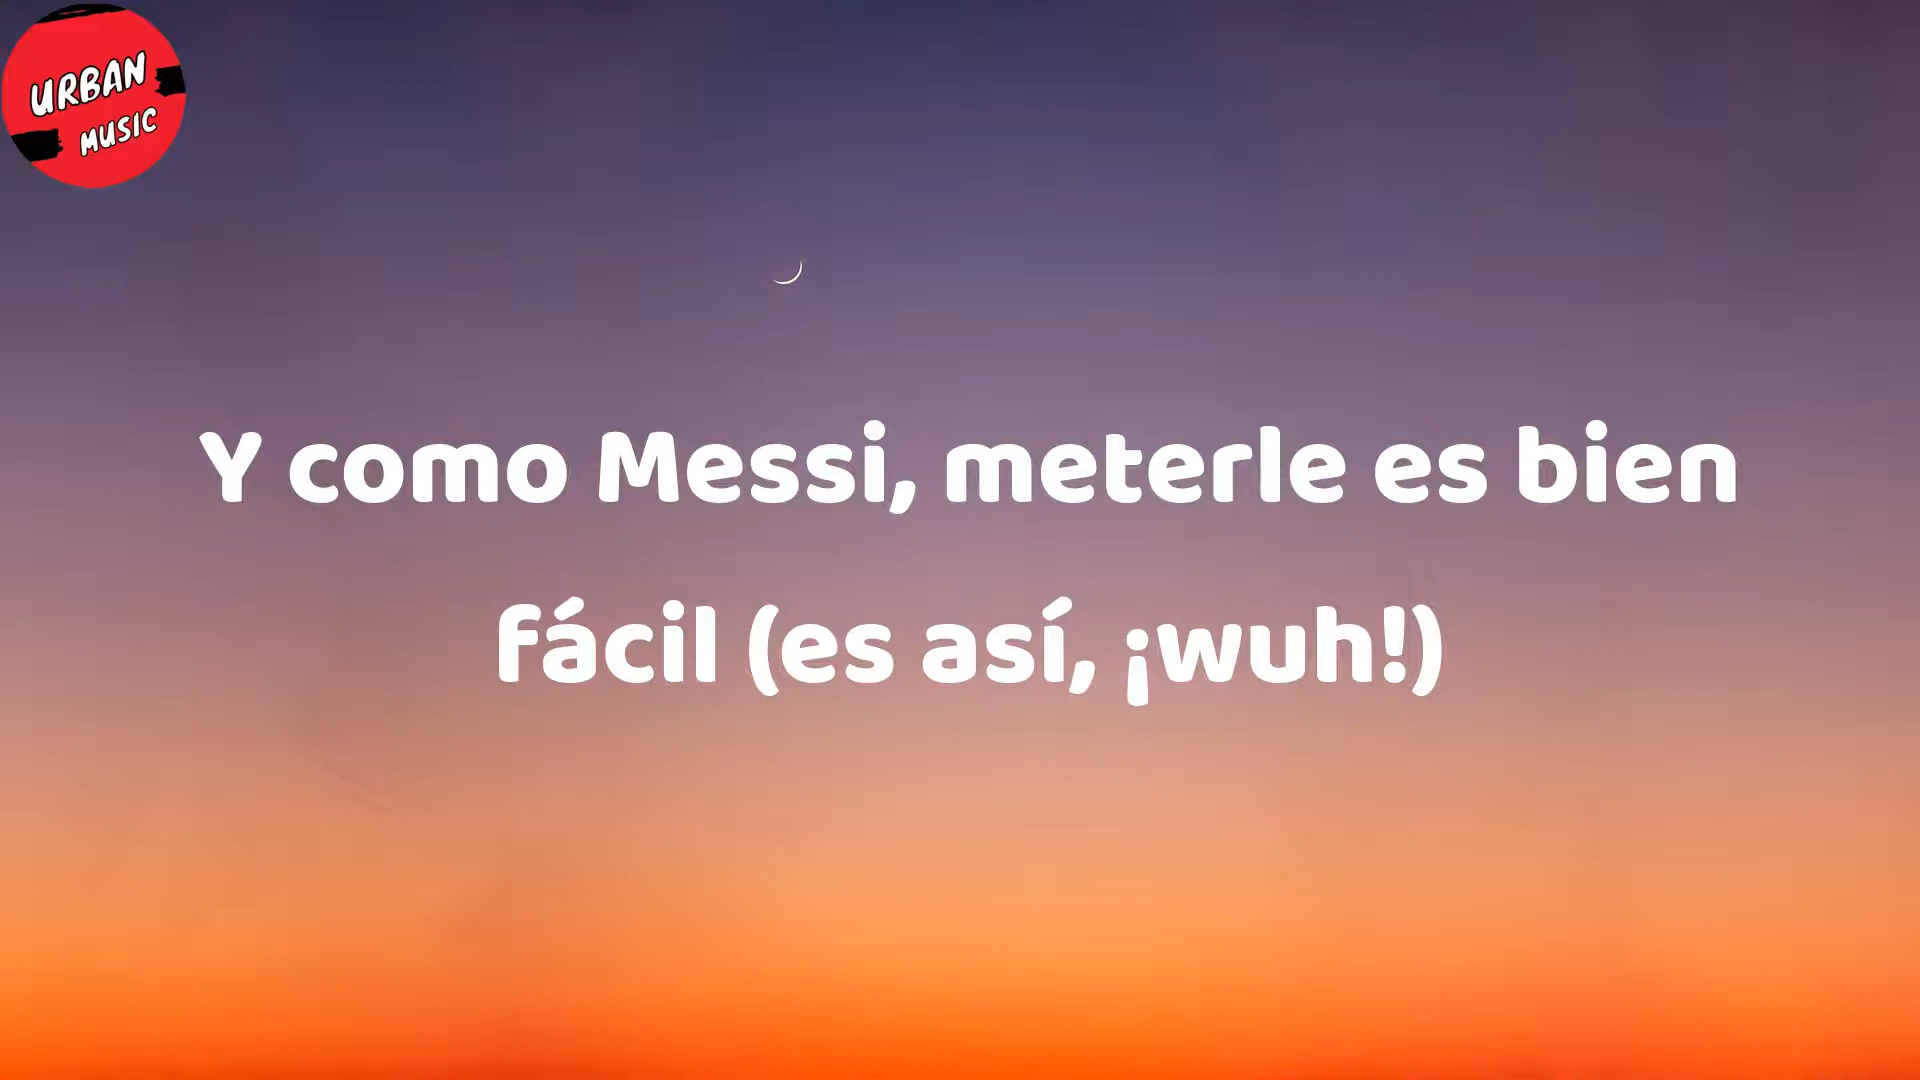 URBAN
MUSIC
Y como Messi, meterle es bien
fácil (es así, ¡wuh!)